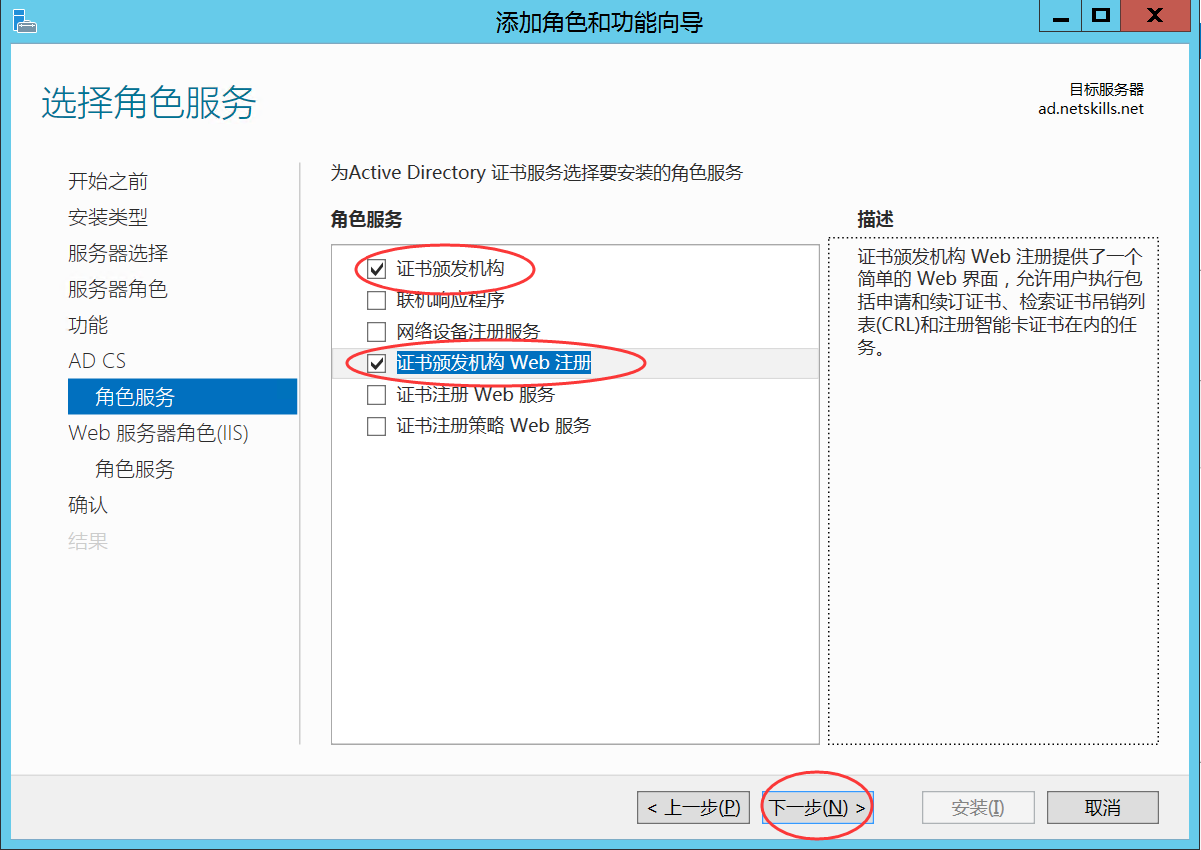 添加角色和功能向导
选择角色服务
目标服务器
ad.netskills.net
开始之前
安装类型
服务器选择
服务器角色
功能
AD CS
角色服务
Web 服务器角色(IIS)
角色服务
确认
结果
为Active Directory 证书服务选择要安装的角色服务
角色服务
证书颁发机构
联机响应程序
网络设备注册服务
证书颁发机构 Web 注册
证书注册 Web 服务
证书注册策略 Web 服务
描述
证书颁发机构 Web 注册提供了一个
简单的 Web 界面，允许用户执行包
括申请和续订证书、检索证书吊销列
表(CRL)和注册智能卡证书在内的任
务。
< 上一步(P)
下一步(N) >
安装(I)
取消